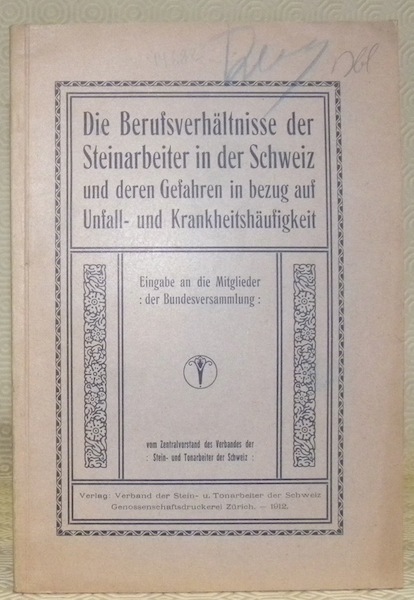 Die Berufsverhältnisse der
Steinarbeiter in der Schweiz
und deren Gefahren in bezug auf
Unfall- und Krankheitshäufigkeit
Eingabe an die Mitglieder
: der Bundesversammlung :
vom Zentralvorstand des Verbandes der
: Stein- und Tonarbeiter der Schweiz :
Verlag: Verband der Stein- u. Tonarbeiter der Schweiz
Genossenschaftsdruckerei Zürich. — 1912.